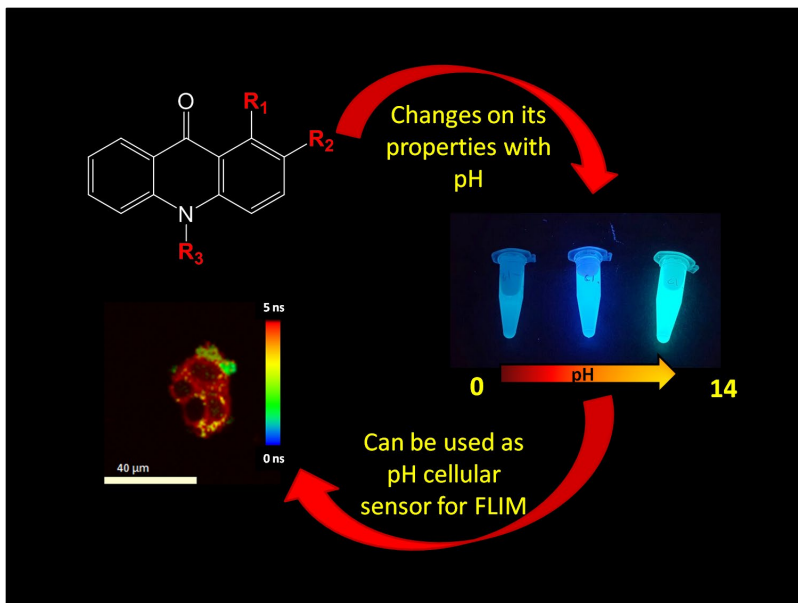 O
R1
R2
N
R3
Changes on its
properties with
pH
pH
0
14
5 ns
0 ns
40 µm
Can be used as
pH cellular
sensor for FLIM